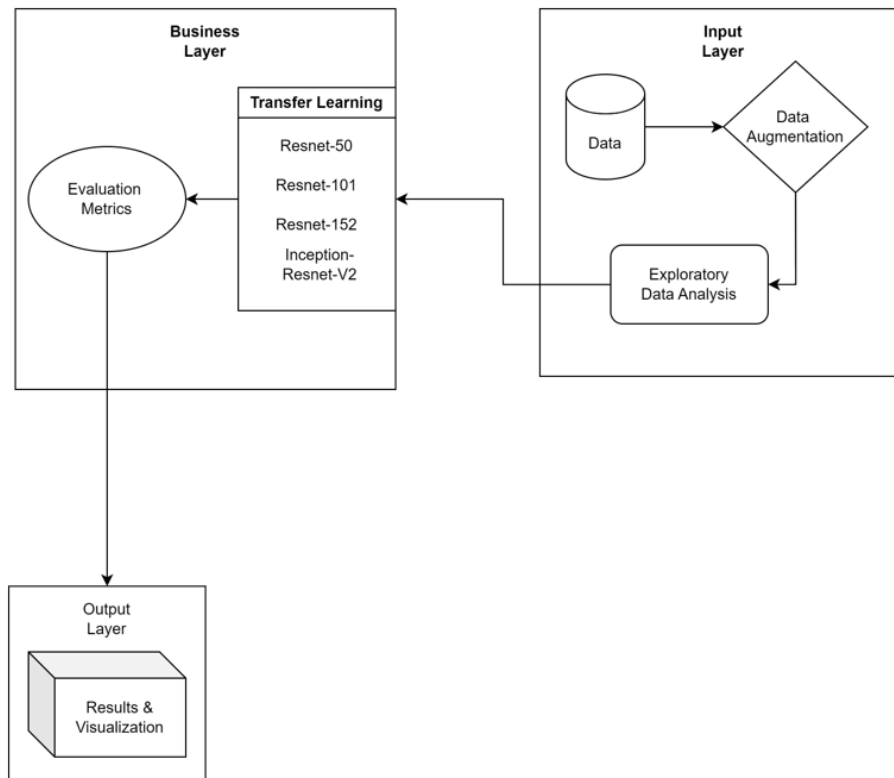 Business
Layer
Transfer Learning
Resnet-50
Resnet-101
Resnet-152
Inception-
Resnet-V2
Evaluation
Metrics
Input
Layer
Data
Data
Augmentation
Exploratory
Data Analysis
Output
Layer
Results &
Visualization